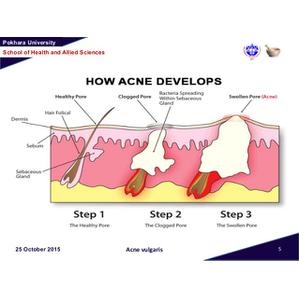 Pokhara University
School of Health and Allied Sciences
HOW ACNE DEVELOPS
Healthy Pore
Clogged Pore
Bacteria Spreading
Within Sebaceous
Gland
Swollen Pore (Acne)
Hair Folical
Dermis
Sebum
Sebaceous
Gland
Step 1
The Healthy Pore
Step 2
The Clogged Pore
Step 3
The Swollen Pore
25 October 2015
Acne vulgaris
5